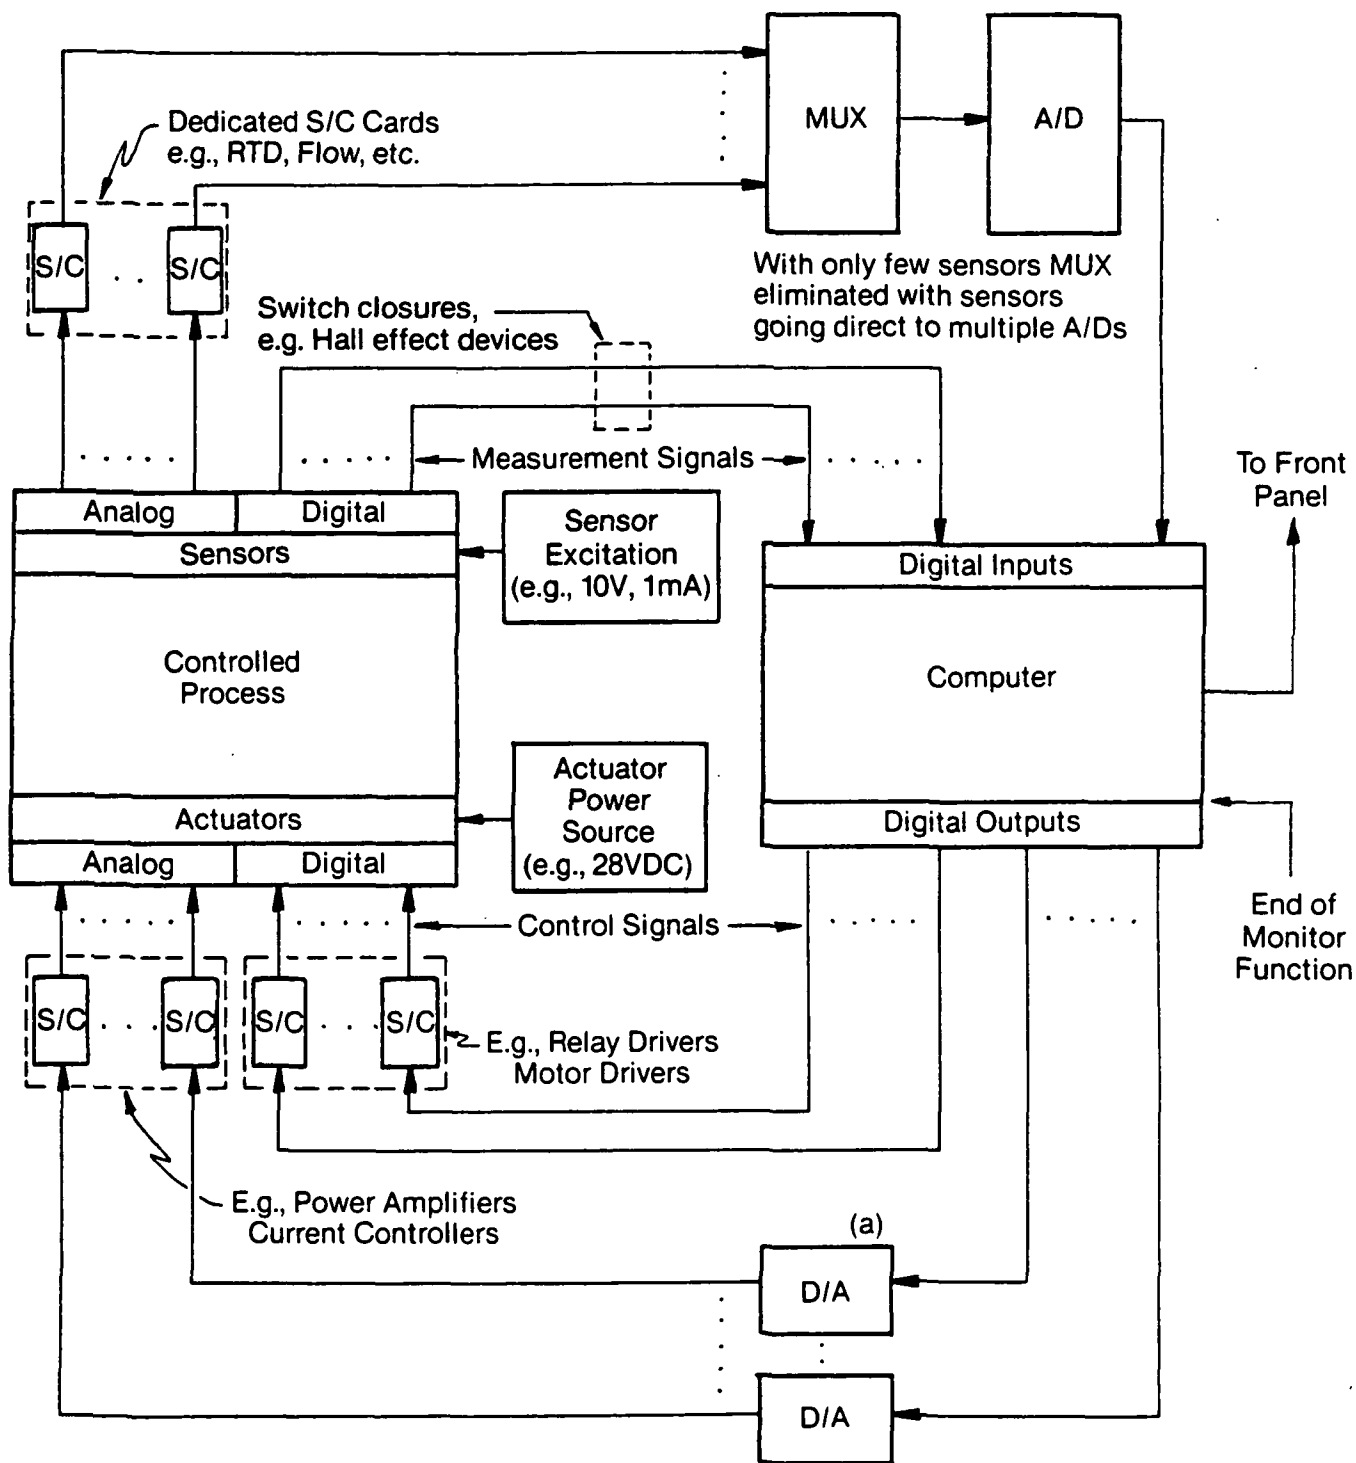 MUX
A/D
Dedicated S/C Cards
e.g., RTD, Flow, etc.
S/C
S/C
With only few sensors MUX
eliminated with sensors
going direct to multiple A/Ds
Switch closures,
e.g. Hall effect devices
Measurement Signals
To Front
Panel
Analog
Digital
Sensors
Sensor
Excitation
(e.g., 10V, 1mA)
Digital Inputs
Controlled
Process
Computer
Actuator
Power
Source
(e.g., 28VDC)
Actuators
Digital Outputs
Analog
Digital
Control Signals
End of
Monitor
Function
S/C
S/C
S/C
S/C
E.g., Relay Drivers
Motor Drivers
E.g., Power Amplifiers
Current Controllers
(a)
D/A
D/A